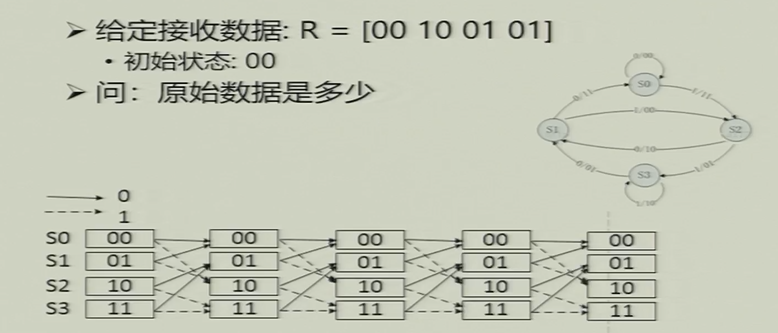 ➢ 给定接收数据: R = [00 10 01 01]
• 初始状态: 00
➢ 问: 原始数据是多少
0/00
S0
0/11
1/11
1/00
S1
S2
0/10
0/01
1/01
S3
1/10
0
1
S0 00 00 00 00 00
S1 01 01 01 01 01
S2 10 10 10 10 10
S3 11 11 11 11 11